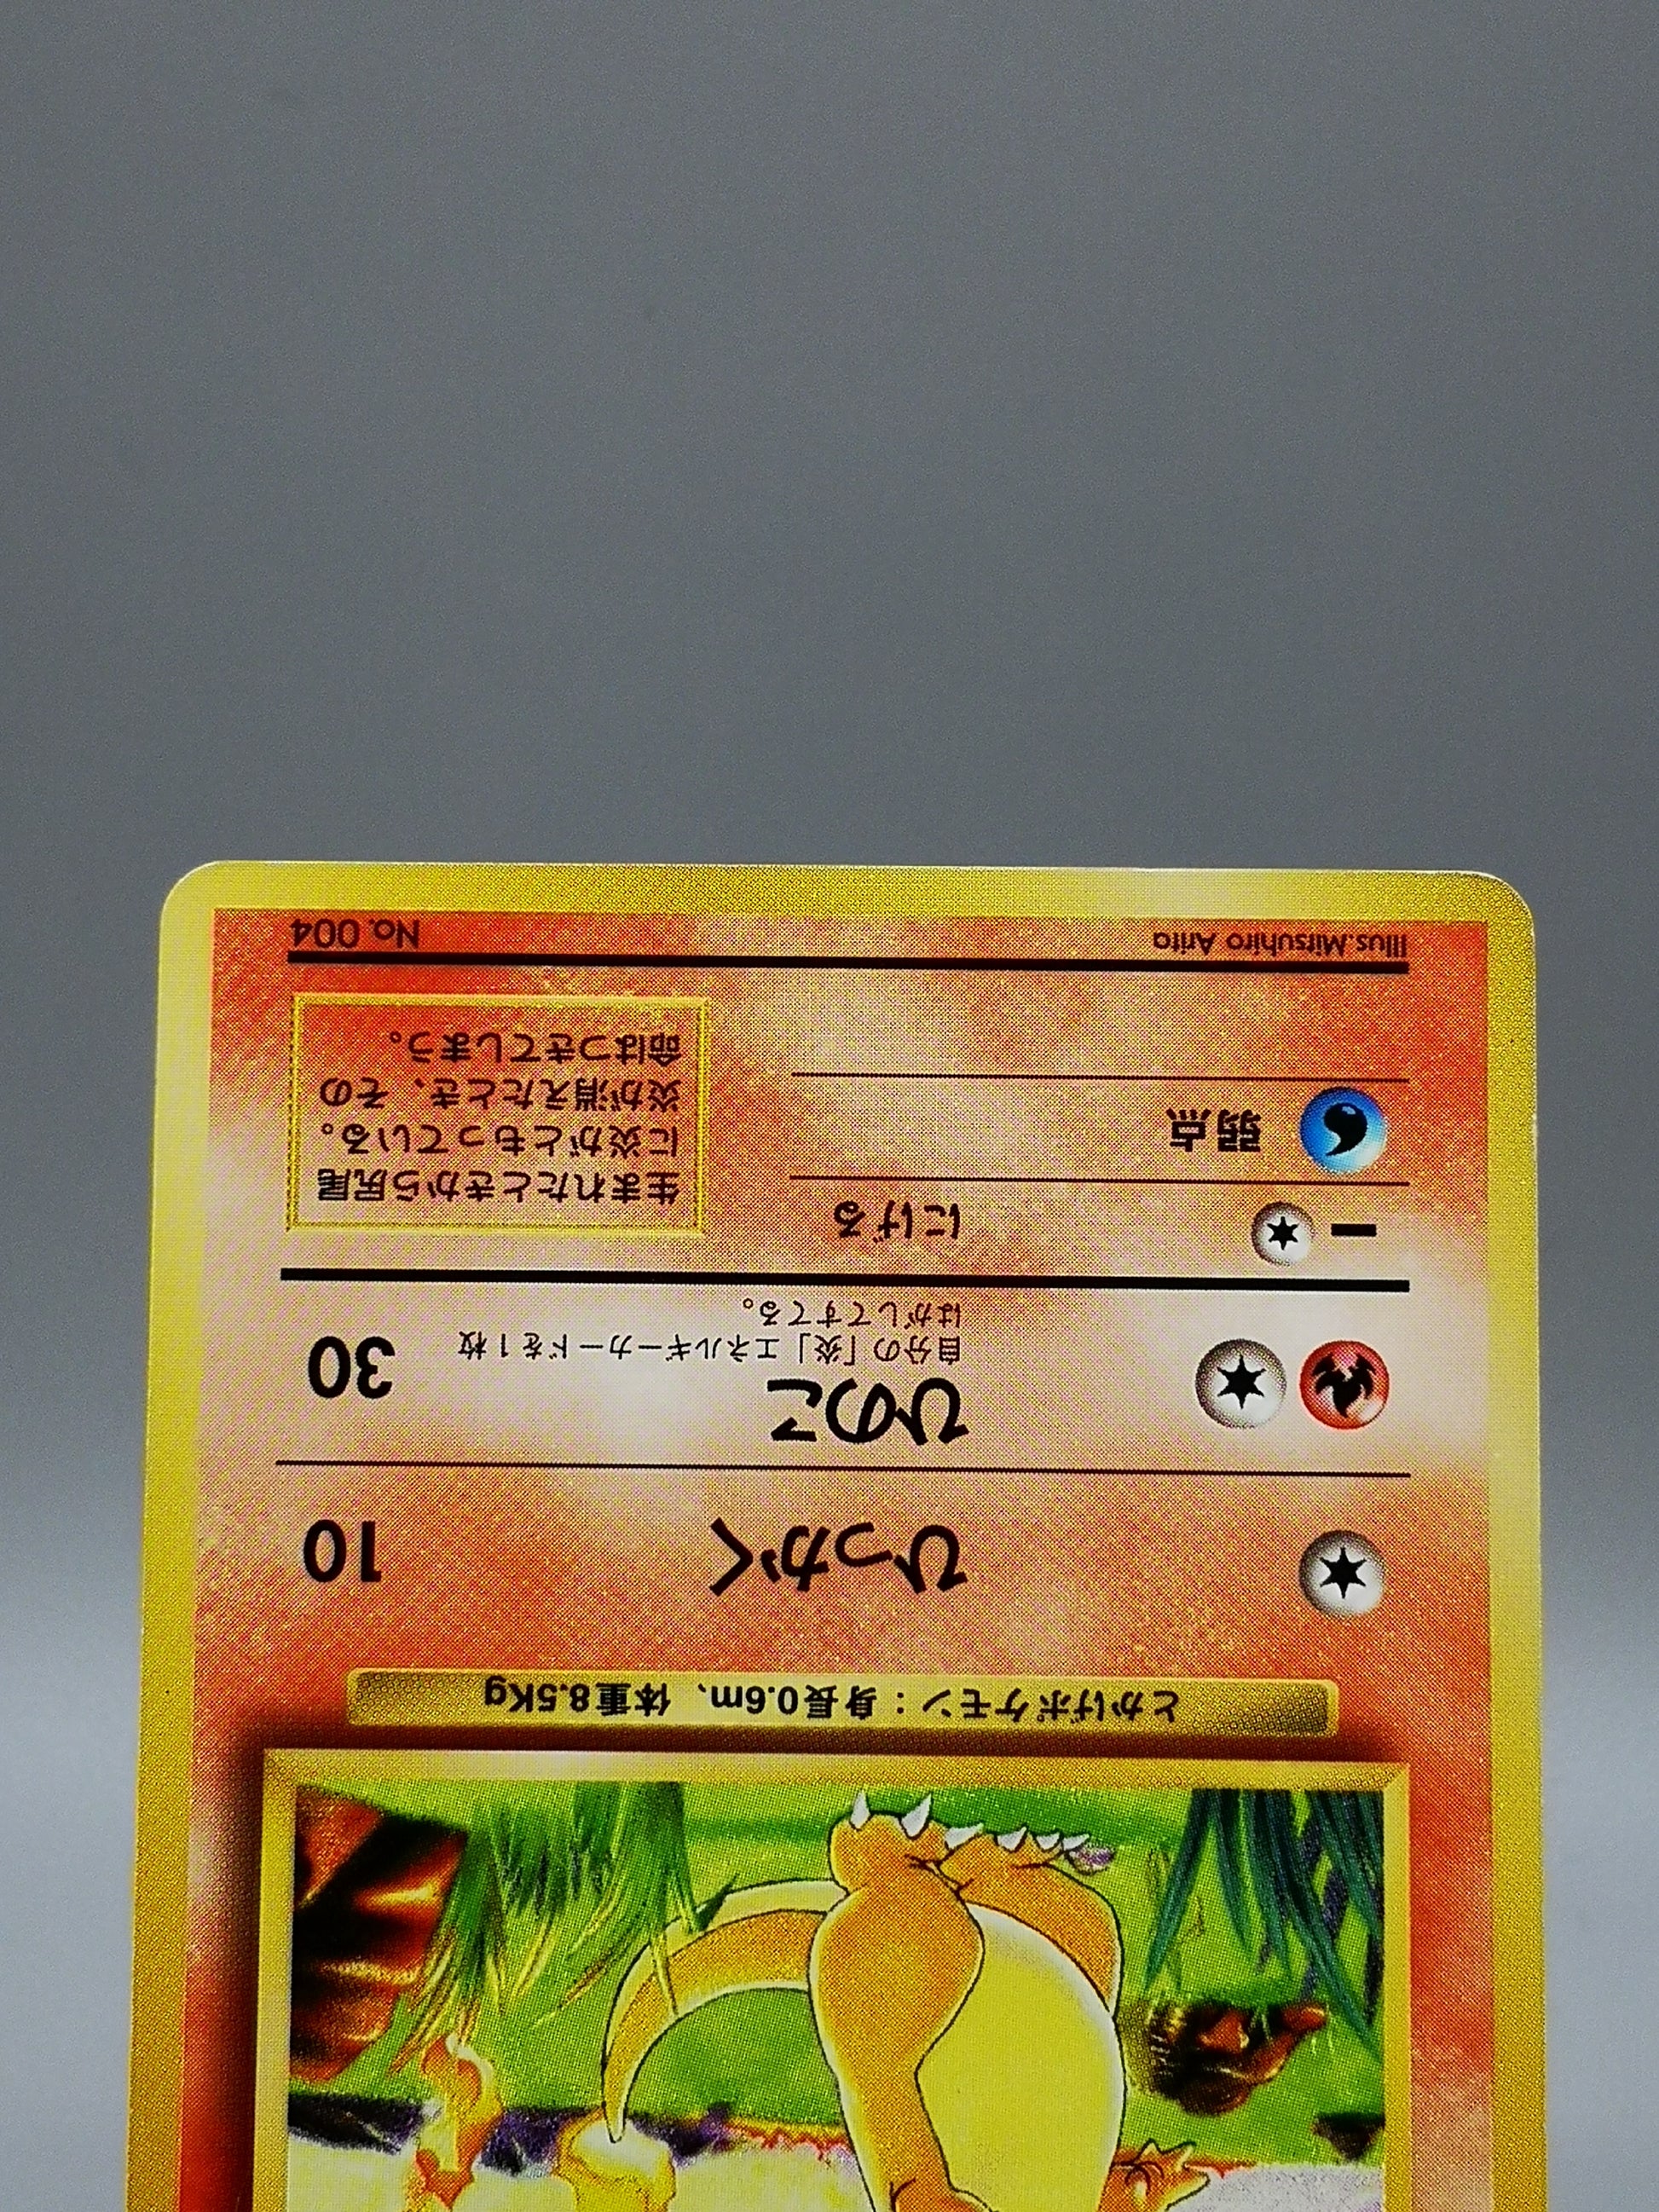 とかげポケモン：身長0.6m、体重8.5Kg
ひっかく 10
ひのこ 30
自分の「炎」エネルギーカードを1枚
はがしてすてる。
にげる
弱点
生まれたときから尻尾
に炎がともっている。
炎が消えたとき、その
命はつきてしまう。
Illus.Mitsuhiro Arita No. 004